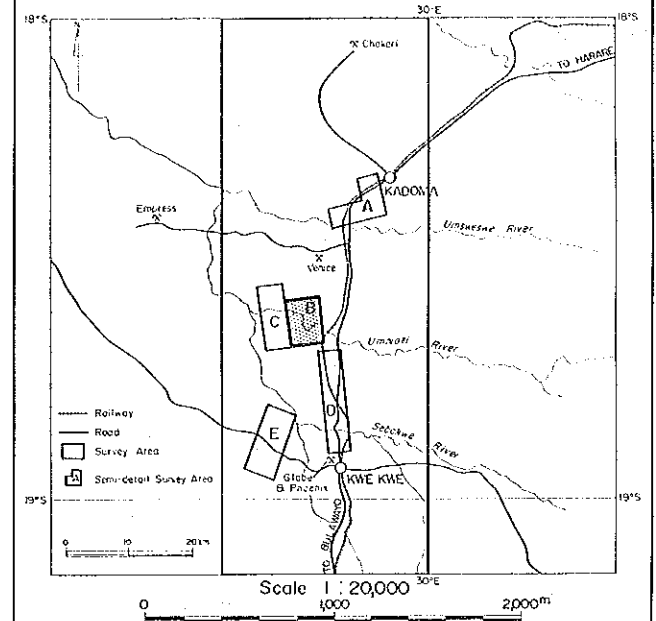 30°E
18°S
18°S
Chakari
TO HARARE
KADOMA
A
Empress
Umsweswe River
Venice
C
B
Umniati River
D
E
Sebakwe River
Railway
Road
Survey Area
Semi-detail Survey Area
Globe & Phoenix
KWE KWE
19°S
19°S
TO BULAWAYO
0 10 20km
30°E
Scale 1:20,000
0 1,000 2,000m